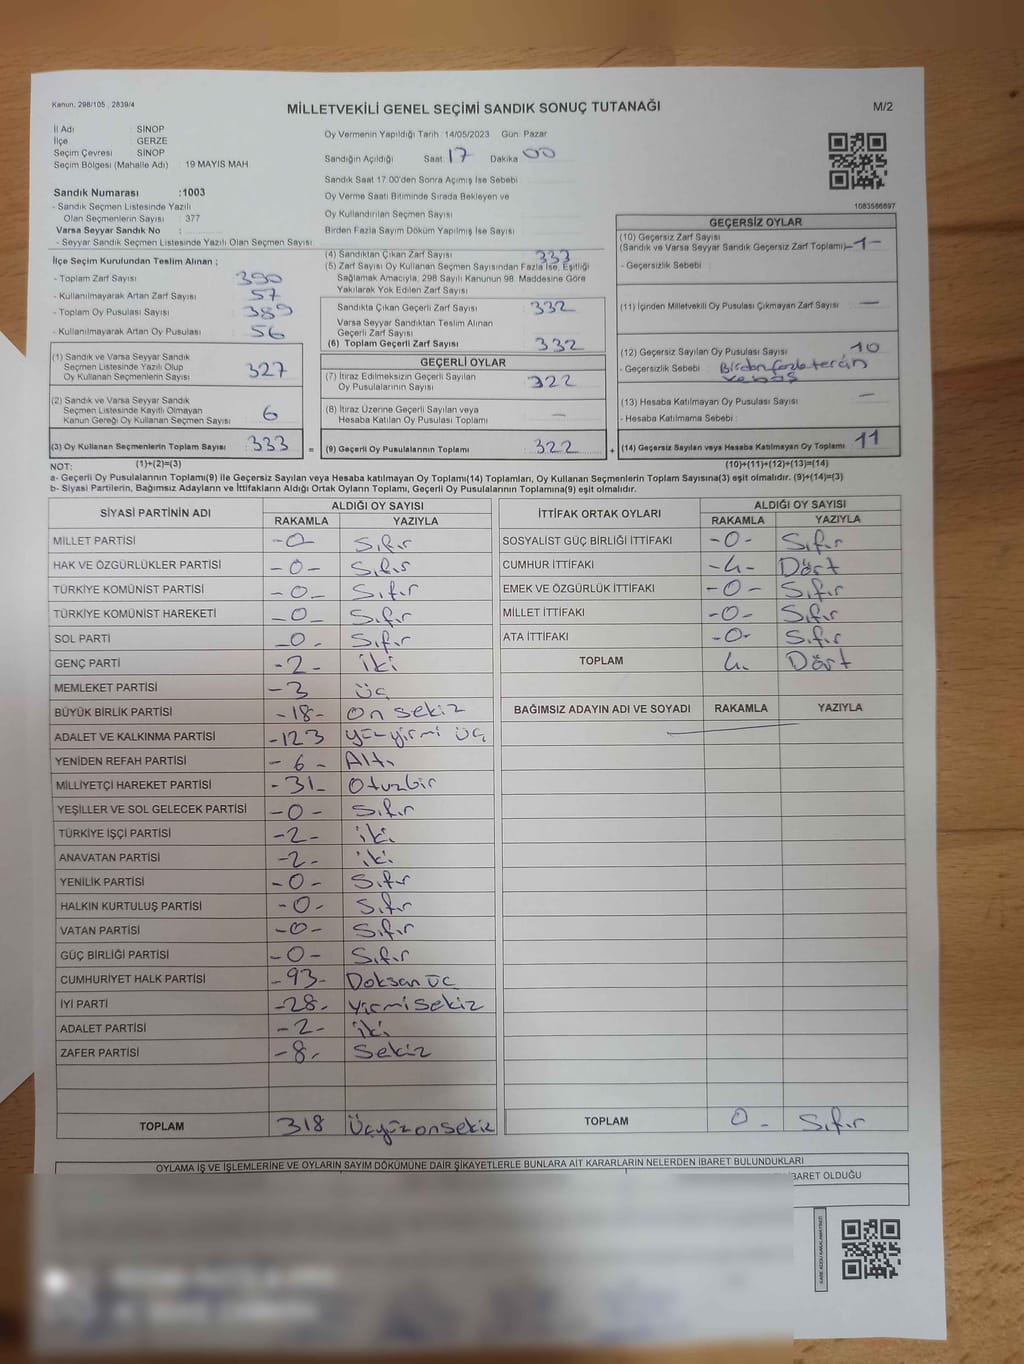 Kanun, 298/105, 2839/4
MİLLETVEKİLİ GENEL SEÇİMİ SANDIK SONUÇ TUTANAĞI
M/2
İl Adı : SİNOP
İlçe : GERZE
Seçim Çevresi : SİNOP
Seçim Bölgesi (Mahalle Adı) : 19 MAYIS MAH
Sandık Numarası :1003
- Sandık Seçmen Listesinde Yazılı
Olan Seçmenlerin Sayısı : 377
Varsa Seyyar Sandık No :
- Seyyar Sandık Seçmen Listesinde Yazılı Olan Seçmen Sayısı :
Oy Vermenin Yapıldığı Tarih :14/05/2023 Gün: Pazar
Sandığın Açıldığı Saat 17 Dakika 00
Sandık Saat 17:00'den Sonra Açımış İse Sebebi
Oy Verme Saati Bitiminde Sırada Bekleyen ve
Oy Kullandırılan Seçmen Sayısı
Birden Fazla Sayım Döküm Yapılmış İse Sayısı
1083566697
İlçe Seçim Kurulundan Teslim Alınan ;
- Toplam Zarf Sayısı 390
- Kullanılmayarak Artan Zarf Sayısı 57
- Toplam Oy Pusulası Sayısı 389
- Kullanılmayarak Artan Oy Pusulası 56
(1) Sandık ve Varsa Seyyar Sandık
Seçmen Listesinde Yazılı Olup
Oy Kullanan Seçmenlerin Sayısı 327
(2) Sandık ve Varsa Seyyar Sandık
Seçmen Listesinde Kayıtlı Olmayan
Kanun Gereği Oy Kullanan Seçmen Sayısı 6
(3) Oy Kullanan Seçmenlerin Toplam Sayısı 333
(4) Sandıktan Çıkan Zarf Sayısı 333
(5) Zarf Sayısı Oy Kullanan Seçmen Sayısından Fazla İse, Eşitliği
Sağlamak Amacıyla, 298 Sayılı Kanunun 98. Maddesine Göre
Yakılarak Yok Edilen Zarf Sayısı
Sandıkta Çıkan Geçerli Zarf Sayısı 332
Varsa Seyyar Sandıktan Teslim Alınan
Geçerli Zarf Sayısı
(6) Toplam Geçerli Zarf Sayısı 332
GEÇERLİ OYLAR
(7) İtiraz Edilmeksizin Geçerli Sayılan
Oy Pusulalarının Sayısı 322
(8) İtiraz Üzerine Geçerli Sayılan veya
Hesaba Katılan Oy Pusulası Toplamı —
= (9) Geçerli Oy Pusulalarının Toplamı 322
GEÇERSİZ OYLAR
(10) Geçersiz Zarf Sayısı
(Sandık ve Varsa Seyyar Sandık Geçersiz Zarf Toplamı) -1-
- Geçersizlik Sebebi :
(11) İçinden Milletvekili Oy Pusulası Çıkmayan Zarf Sayısı —
(12) Geçersiz Sayılan Oy Pusulası Sayısı 10
- Geçersizlik Sebebi : Birden fazla
(13) Hesaba Katılmayan Oy Pusulası Sayısı —
- Hesaba Katılmama Sebebi :
+ (14) Geçersiz Sayılan veya Hesaba Katılmayan Oy Toplamı 11
NOT: (1)+(2)=(3) (10)+(11)+(12)+(13)=(14)
a- Geçerli Oy Pusulalarının Toplamı(9) ile Geçersiz Sayılan veya Hesaba katılmayan Oy Toplamı(14) Toplamları, Oy Kullanan Seçmenlerin Toplam Sayısına(3) eşit olmalıdır. (9)+(14)=(3)
b- Siyasi Partilerin, Bağımsız Adayların ve İttifakların Aldığı Ortak Oyların Toplamı, Geçerli Oy Pusulalarının Toplamına(9) eşit olmalıdır.
SİYASİ PARTİNİN ADI ALDIĞI OY SAYISI
RAKAMLA YAZIYLA
MİLLET PARTİSİ -0- Sıfır
HAK VE ÖZGÜRLÜKLER PARTİSİ -0- Sıfır
TÜRKİYE KOMÜNİST PARTİSİ -0- Sıfır
TÜRKİYE KOMÜNİST HAREKETİ -0- Sıfır
SOL PARTİ -0- Sıfır
GENÇ PARTİ -2- iki
MEMLEKET PARTİSİ -3 üç
BÜYÜK BİRLİK PARTİSİ -18- on sekiz
ADALET VE KALKINMA PARTİSİ -123 yüzyirmi üç
YENİDEN REFAH PARTİSİ -6- Altı
MİLLİYETÇİ HAREKET PARTİSİ -31- Otuzbir
YEŞİLLER VE SOL GELECEK PARTİSİ -0- Sıfır
TÜRKİYE İŞÇİ PARTİSİ -2- iki
ANAVATAN PARTİSİ -2- iki
YENİLİK PARTİSİ -0- Sıfır
HALKIN KURTULUŞ PARTİSİ -0- Sıfır
VATAN PARTİSİ -0- Sıfır
GÜÇ BİRLİĞİ PARTİSİ -0- Sıfır
CUMHURİYET HALK PARTİSİ -93- Doksan üç
İYİ PARTİ -28- Yirmisekiz
ADALET PARTİSİ -2- iki
ZAFER PARTİSİ -8- Sekiz
TOPLAM 318 Üçyüzonsekiz
İTTİFAK ORTAK OYLARI ALDIĞI OY SAYISI
RAKAMLA YAZIYLA
SOSYALİST GÜÇ BİRLİĞİ İTTİFAKI -0- Sıfır
CUMHUR İTTİFAKI -4- Dört
EMEK VE ÖZGÜRLÜK İTTİFAKI -0- Sıfır
MİLLET İTTİFAKI -0- Sıfır
ATA İTTİFAKI -0- Sıfır
TOPLAM 4. Dört
BAĞIMSIZ ADAYIN ADI VE SOYADI RAKAMLA YAZIYLA
TOPLAM 0- Sıfır
OYLAMA İŞ VE İŞLEMLERİNE VE OYLARIN SAYIM DÖKÜMÜNE DAİR ŞİKAYETLERLE BUNLARA AİT KARARLARIN NELERDEN İBARET BULUNDUKLARI
İBARET OLDUĞU